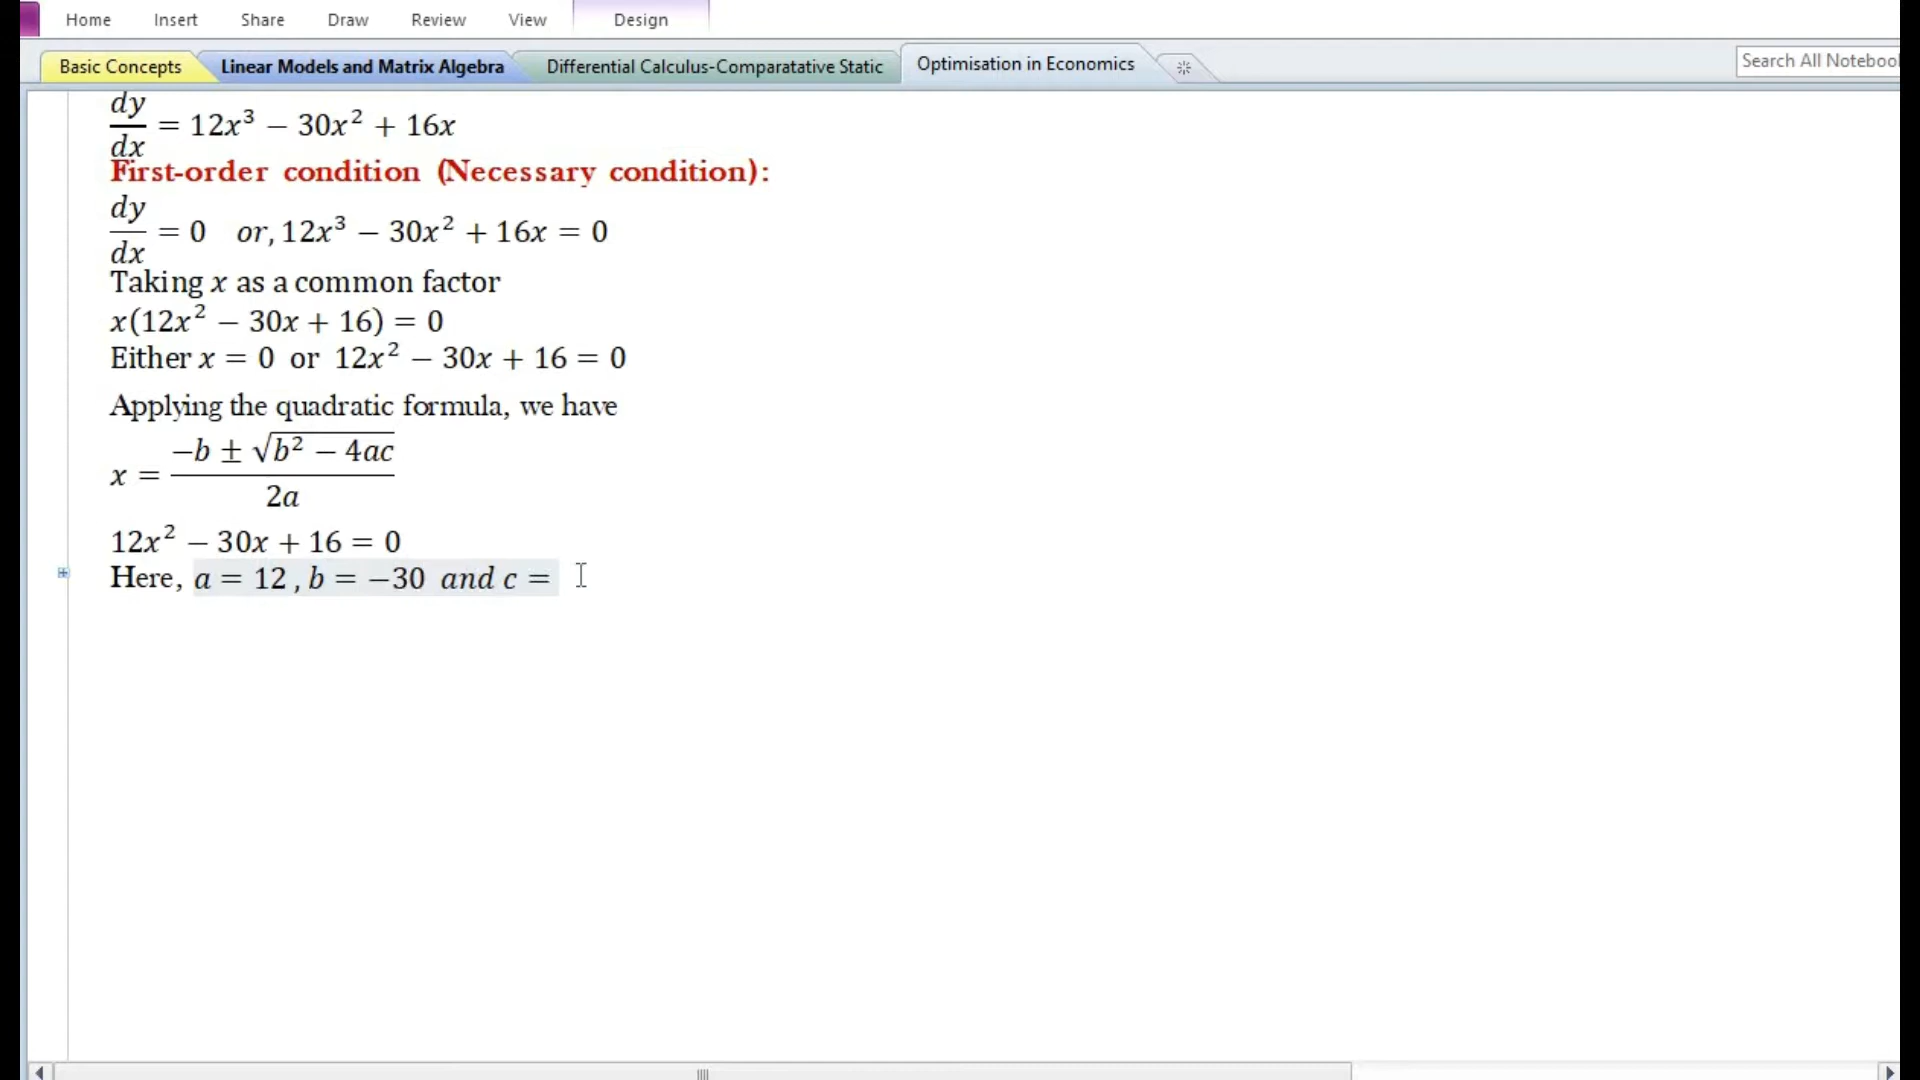 Home Insert Share Draw Review View Design
Basic Concepts Linear Models and Matrix Algebra Differential Calculus-Comparatative Static Optimisation in Economics Search All Noteboo
dy/dx = 12x³ − 30x² + 16x
First-order condition (Necessary condition):
dy/dx = 0 or, 12x³ − 30x² + 16x = 0
Taking x as a common factor
x(12x² − 30x + 16) = 0
Either x = 0 or 12x² − 30x + 16 = 0
Applying the quadratic formula, we have
x = (−b ± √(b² − 4ac))/2a
12x² − 30x + 16 = 0
Here, a = 12 , b = −30 and c =